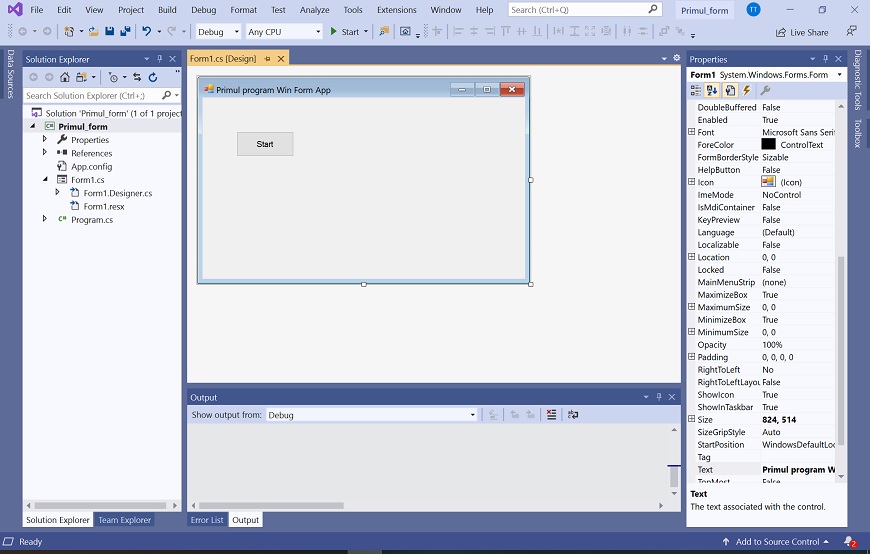 File Edit View Project Build Debug Format Test Analyze Tools Extensions Window Help Search (Ctrl+Q) Primul_form TT
Debug Any CPU Start Live Share
Data Sources
Solution Explorer
Search Solution Explorer (Ctrl+;)
Solution 'Primul_form' (1 of 1 project
Primul_form
Properties
References
App.config
Form1.cs
Form1.Designer.cs
Form1.resx
Program.cs
Solution Explorer Team Explorer
Form1.cs [Design]
Primul program Win Form App
Start
Output
Show output from: Debug
Error List Output
Properties
Form1 System.Windows.Forms.Form
DoubleBuffered False
Enabled True
Font Microsoft Sans Seri
ForeColor ControlText
FormBorderStyle Sizable
HelpButton False
Icon (Icon)
ImeMode NoControl
IsMdiContainer False
KeyPreview False
Language (Default)
Localizable False
Location 0, 0
Locked False
MainMenuStrip (none)
MaximizeBox True
MaximumSize 0, 0
MinimizeBox True
MinimumSize 0, 0
Opacity 100%
Padding 0, 0, 0, 0
RightToLeft No
RightToLeftLayou False
ShowIcon True
ShowInTaskbar True
Size 824, 514
SizeGripStyle Auto
StartPosition WindowsDefaultLoc
Tag
Text Primul program W
TopMost False
Text
The text associated with the control.
Diagnostic Tools
Toolbox
Ready Add to Source Control 2